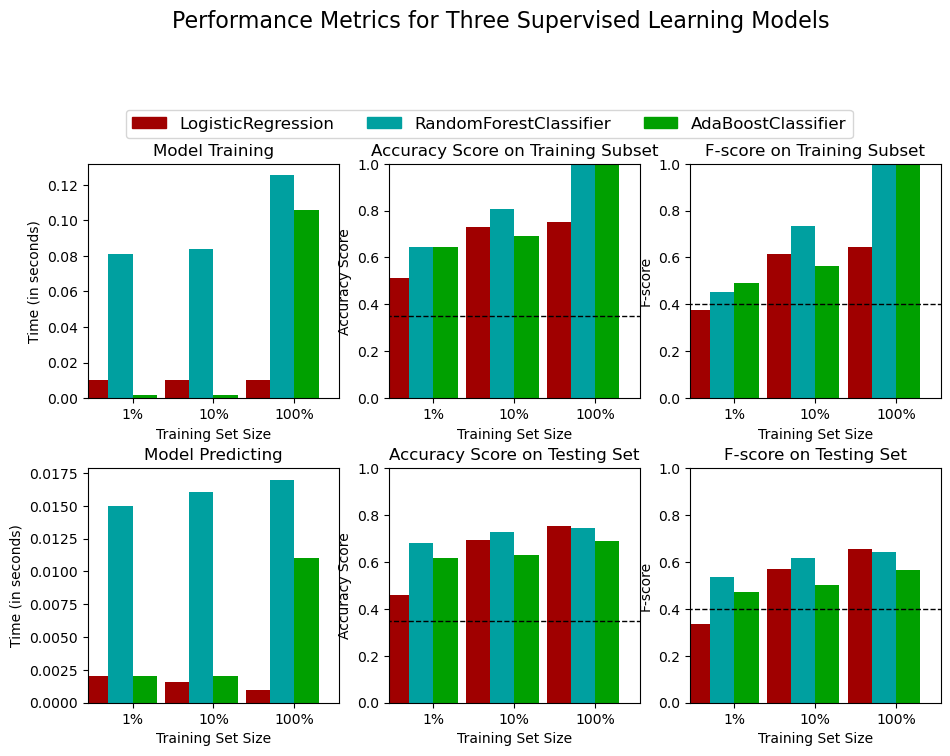 Performance Metrics for Three Supervised Learning Models
LogisticRegression RandomForestClassifier AdaBoostClassifier
Model Training
Time (in seconds)
0.12
0.10
0.08
0.06
0.04
0.02
0.00
1% 10% 100%
Training Set Size
Accuracy Score on Training Subset
Accuracy Score
1.0
0.8
0.6
0.4
0.2
0.0
1% 10% 100%
Training Set Size
F-score on Training Subset
F-score
1.0
0.8
0.6
0.4
0.2
0.0
1% 10% 100%
Training Set Size
Model Predicting
Time (in seconds)
0.0175
0.0150
0.0125
0.0100
0.0075
0.0050
0.0025
0.0000
1% 10% 100%
Training Set Size
Accuracy Score on Testing Set
Accuracy Score
1.0
0.8
0.6
0.4
0.2
0.0
1% 10% 100%
Training Set Size
F-score on Testing Set
F-score
1.0
0.8
0.6
0.4
0.2
0.0
1% 10% 100%
Training Set Size